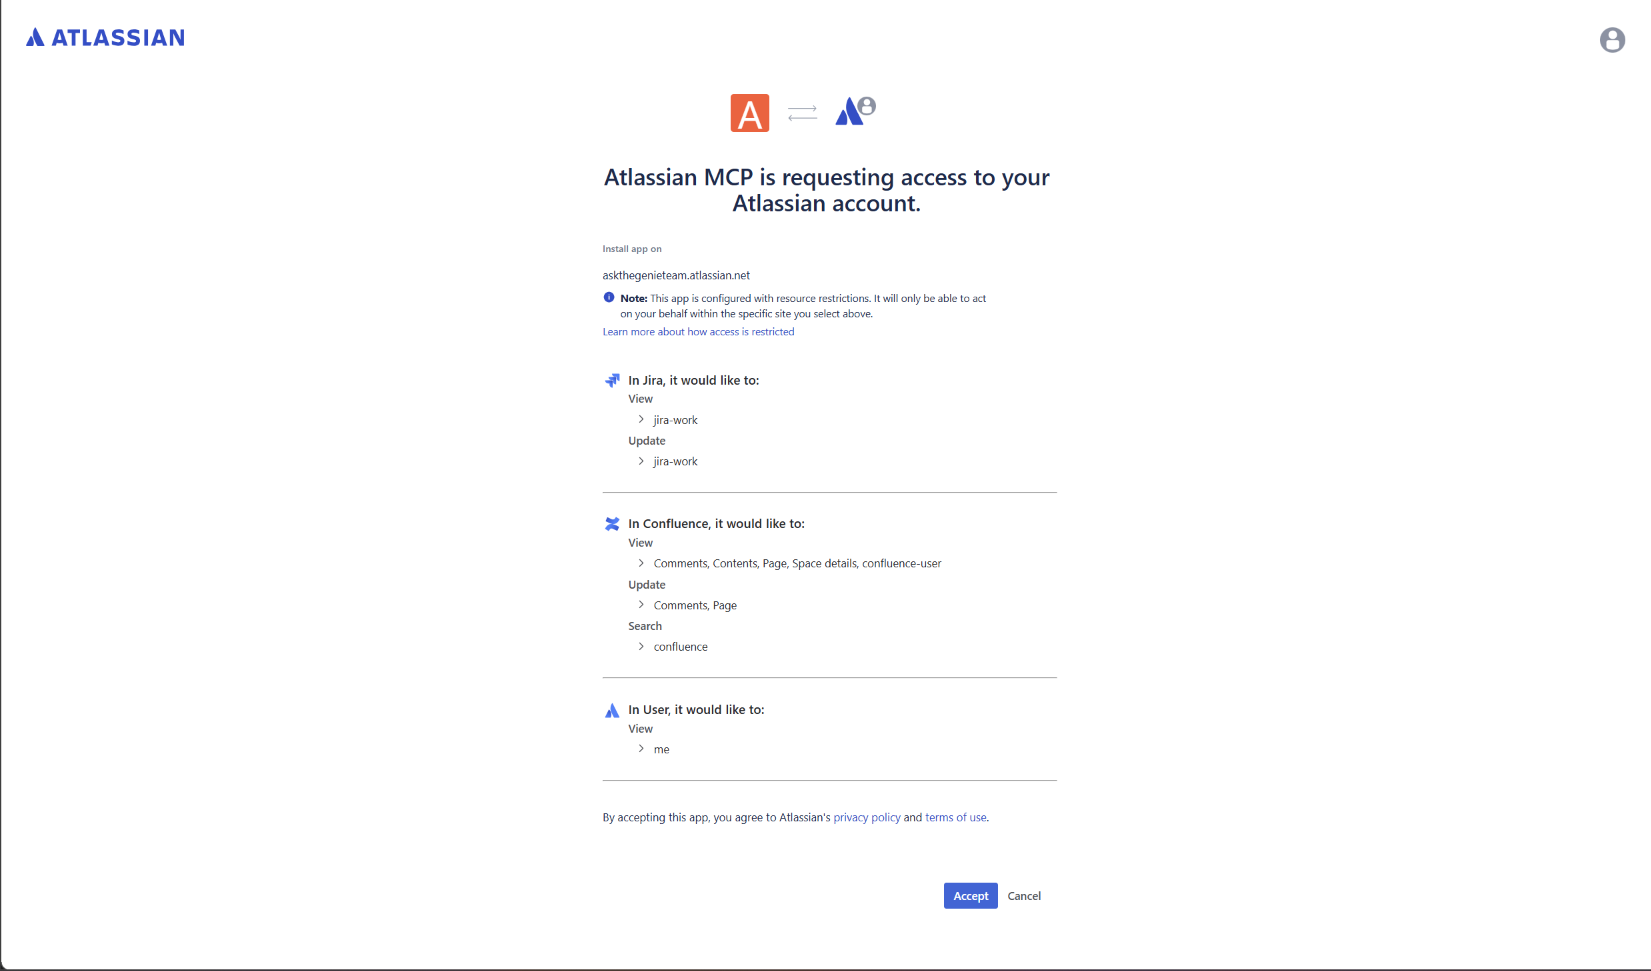 ATLASSIAN
A
Atlassian MCP is requesting access to your
Atlassian account.
Install app on
askthegenieteam.atlassian.net
Note: This app is configured with resource restrictions. It will only be able to act
on your behalf within the specific site you select above.
Learn more about how access is restricted
In Jira, it would like to:
View
jira-work
Update
jira-work
In Confluence, it would like to:
View
Comments, Contents, Page, Space details, confluence-user
Update
Comments, Page
Search
confluence
In User, it would like to:
View
me
By accepting this app, you agree to Atlassian's privacy policy and terms of use.
Accept Cancel